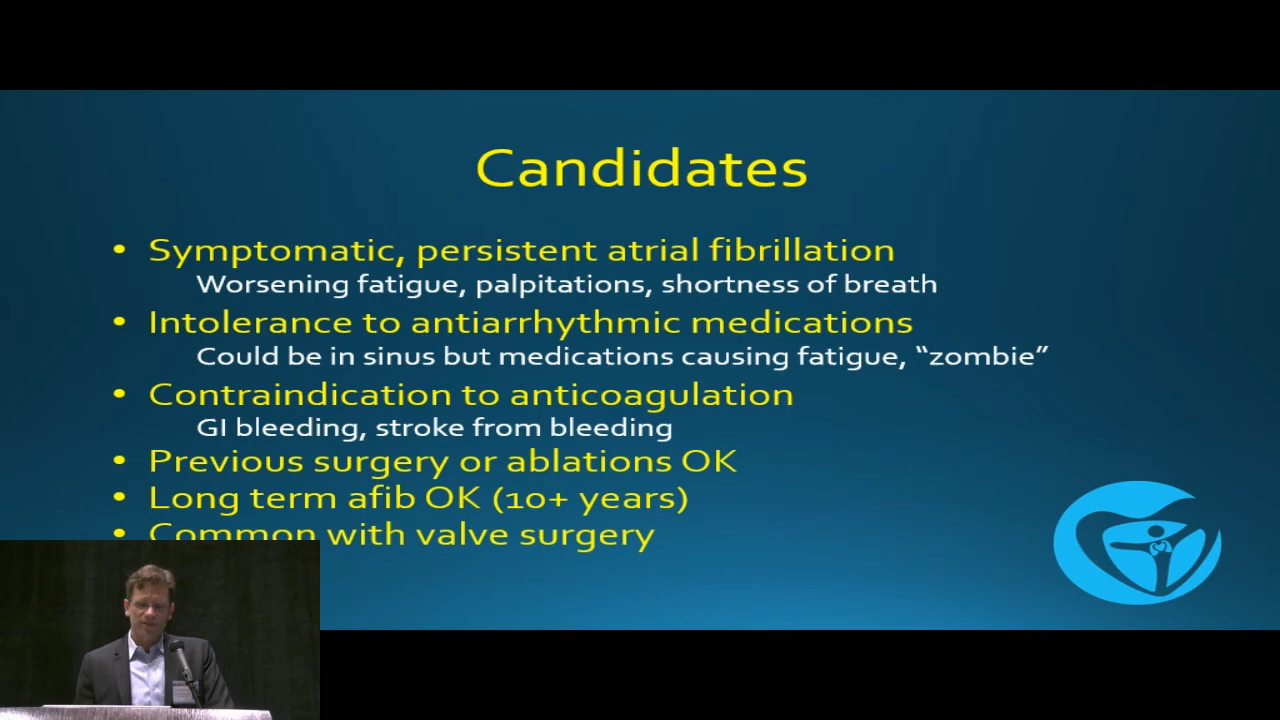 Candidates
• Symptomatic, persistent atrial fibrillation
Worsening fatigue, palpitations, shortness of breath
• Intolerance to antiarrhythmic medications
Could be in sinus but medications causing fatigue, “zombie”
• Contraindication to anticoagulation
GI bleeding, stroke from bleeding
• Previous surgery or ablations OK
• Long term afib OK (10+ years)
• Common with valve surgery